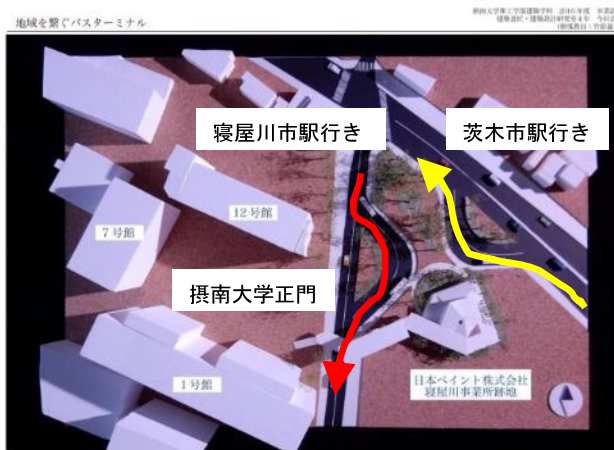 地域を繋ぐバスターミナル
寝屋川市駅行き
茨木市駅行き
12号館
7号館
摂南大学正門
1号館
日本ペイント株式会社
寝屋川事業所跡地